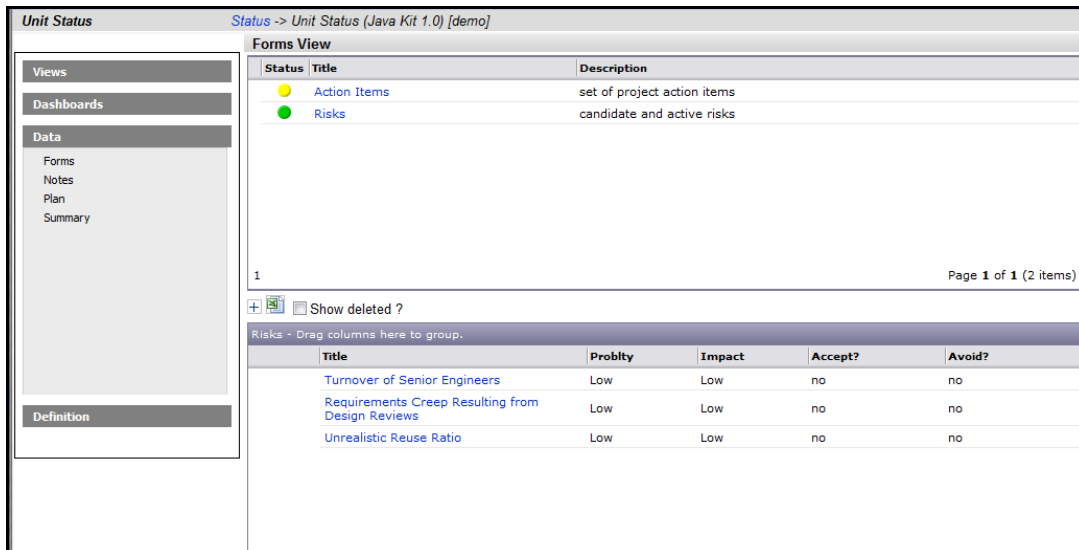 Unit Status
Status -> Unit Status (Java Kit 1.0) [demo]
Views
Dashboards
Data
Forms
Notes
Plan
Summary
Definition
Forms View
Status Title Description
Action Items set of project action items
Risks candidate and active risks
1 Page 1 of 1 (2 items)
Show deleted ?
Risks - Drag columns here to group.
Title Problty Impact Accept? Avoid?
Turnover of Senior Engineers Low Low no no
Requirements Creep Resulting from
Design Reviews Low Low no no
Unrealistic Reuse Ratio Low Low no no